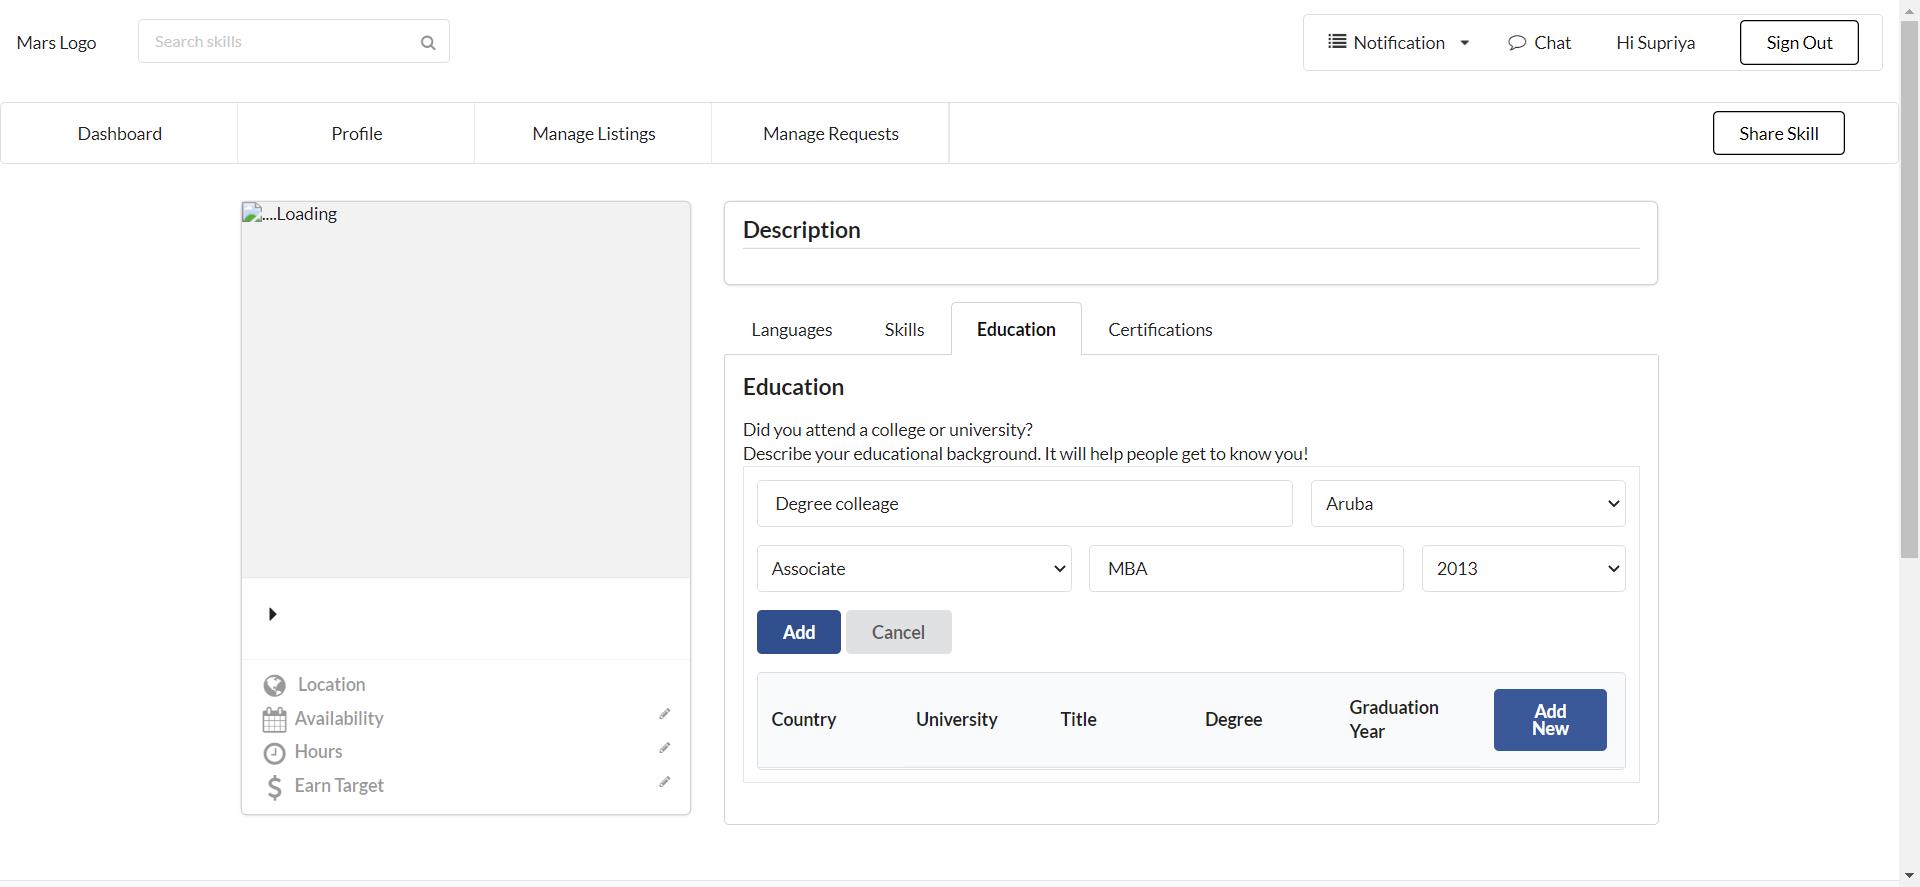 Mars Logo
Search skills
Notification
Chat
Hi Supriya
Sign Out
Dashboard
Profile
Manage Listings
Manage Requests
Share Skill
....Loading
Location
Availability
Hours
Earn Target
Description
Languages
Skills
Education
Certifications
Education
Did you attend a college or university?
Describe your educational background. It will help people get to know you!
Degree colleage
Aruba
Associate
MBA
2013
Add
Cancel
Country
University
Title
Degree
Graduation
Year
Add
New